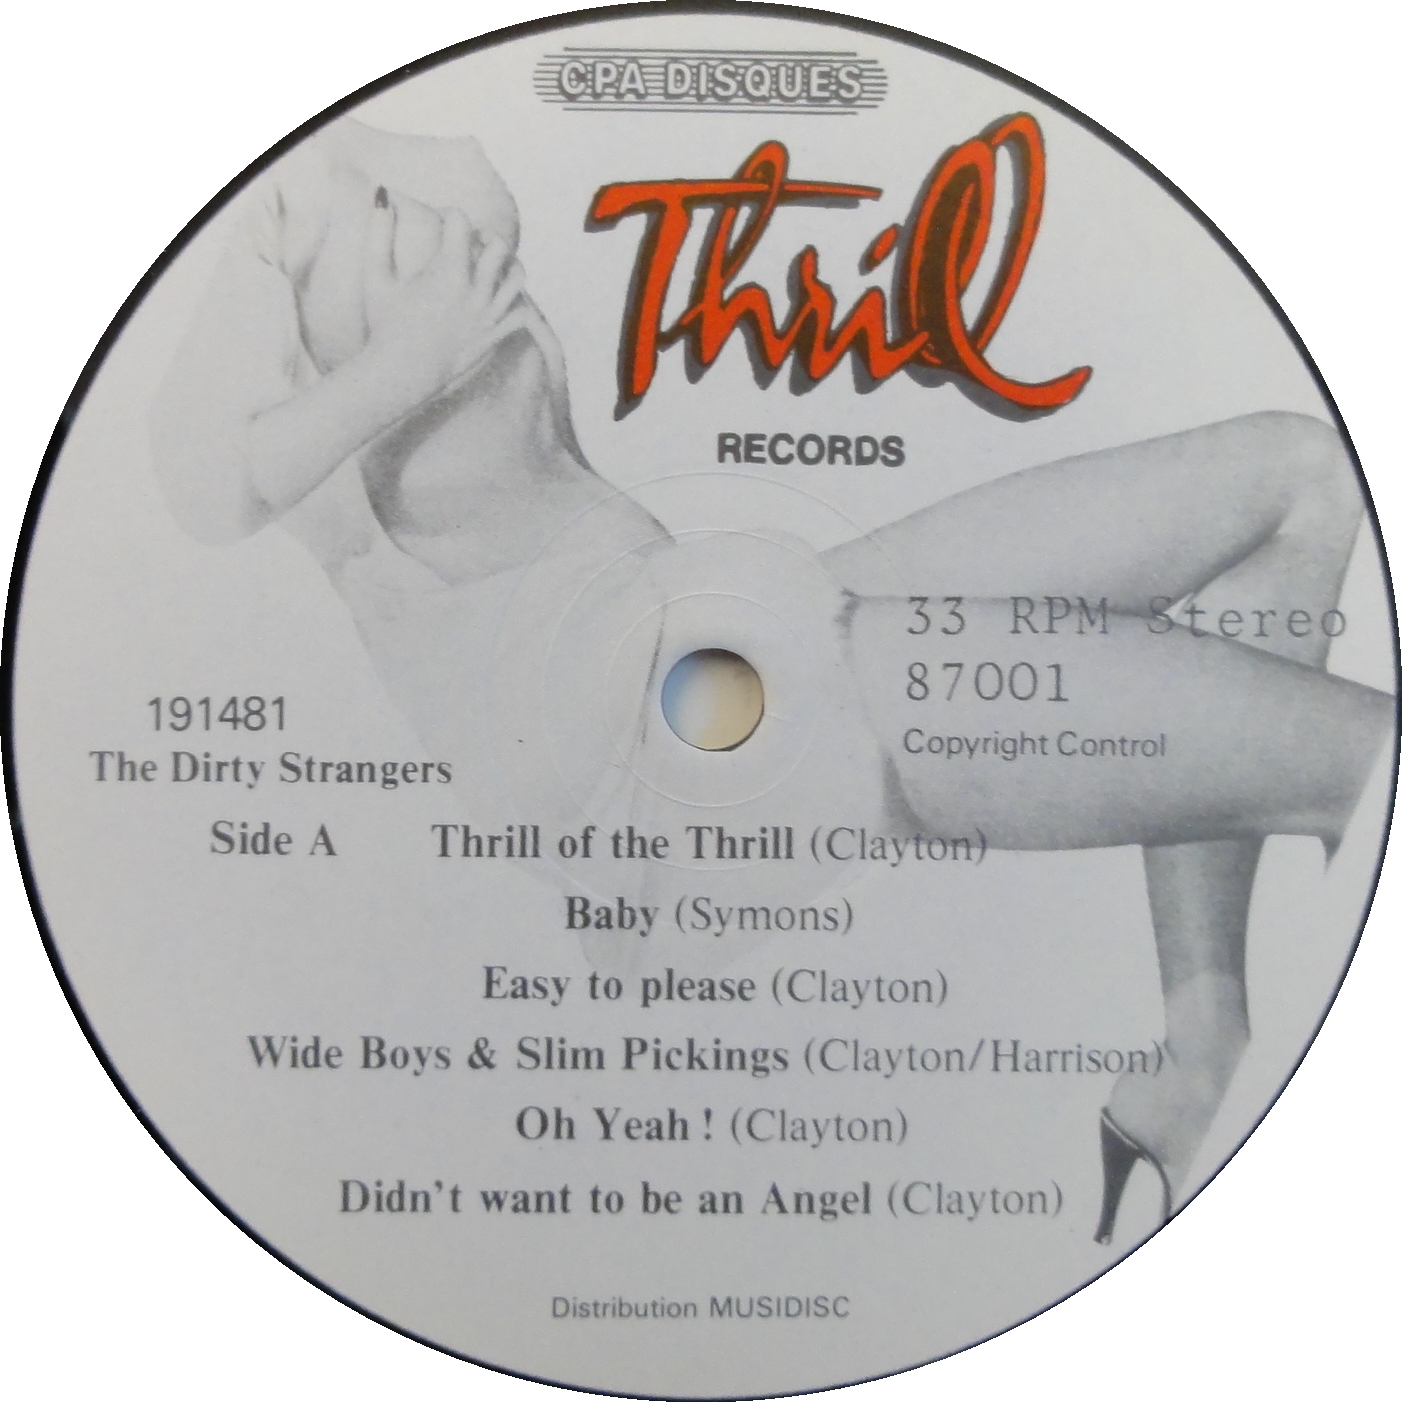 CPA DISQUES
Thrill
RECORDS
33 RPM Stereo
87001
Copyright Control
191481
The Dirty Strangers
Side A Thrill of the Thrill (Clayton)
Baby (Symons)
Easy to please (Clayton)
Wide Boys & Slim Pickings (Clayton/Harrison)
Oh Yeah ! (Clayton)
Didn't want to be an Angel (Clayton)
Distribution MUSIDISC